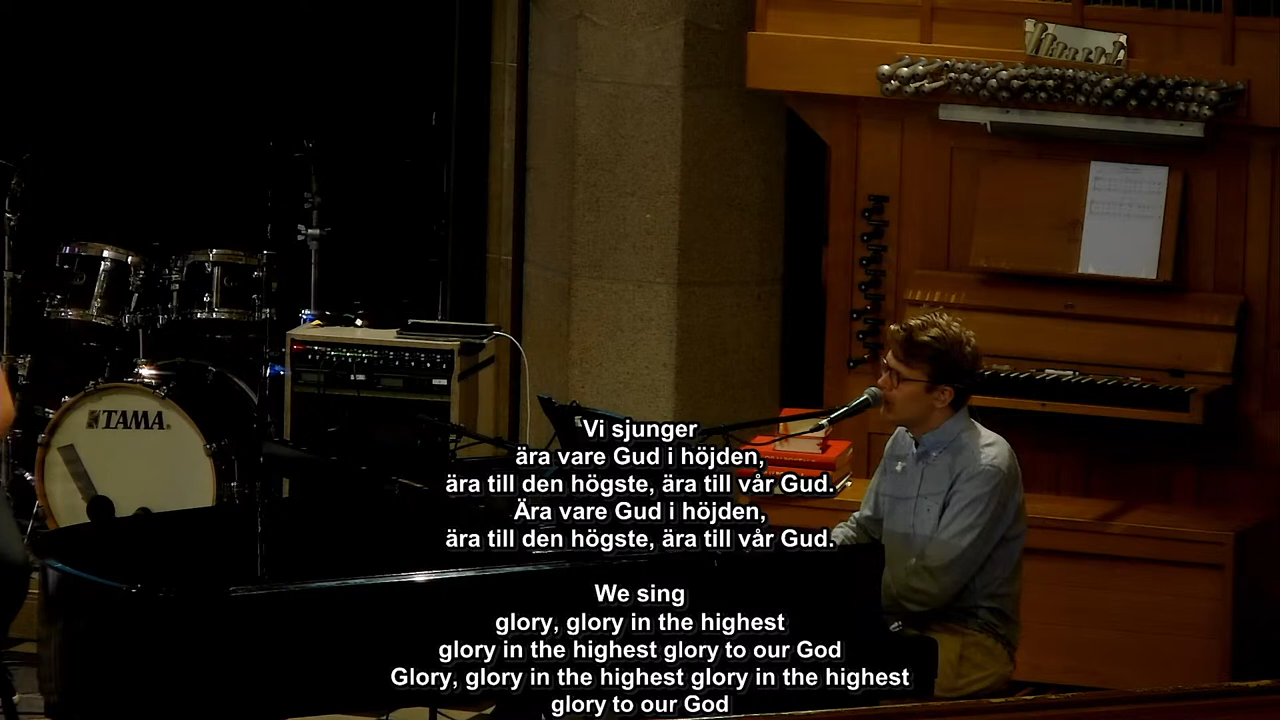 TAMA
Vi sjunger
ära vare Gud i höjden,
ära till den högste, ära till vår Gud.
Ära vare Gud i höjden,
ära till den högste, ära till vår Gud.
We sing
glory, glory in the highest
glory in the highest glory to our God
Glory, glory in the highest glory in the highest
glory to our God